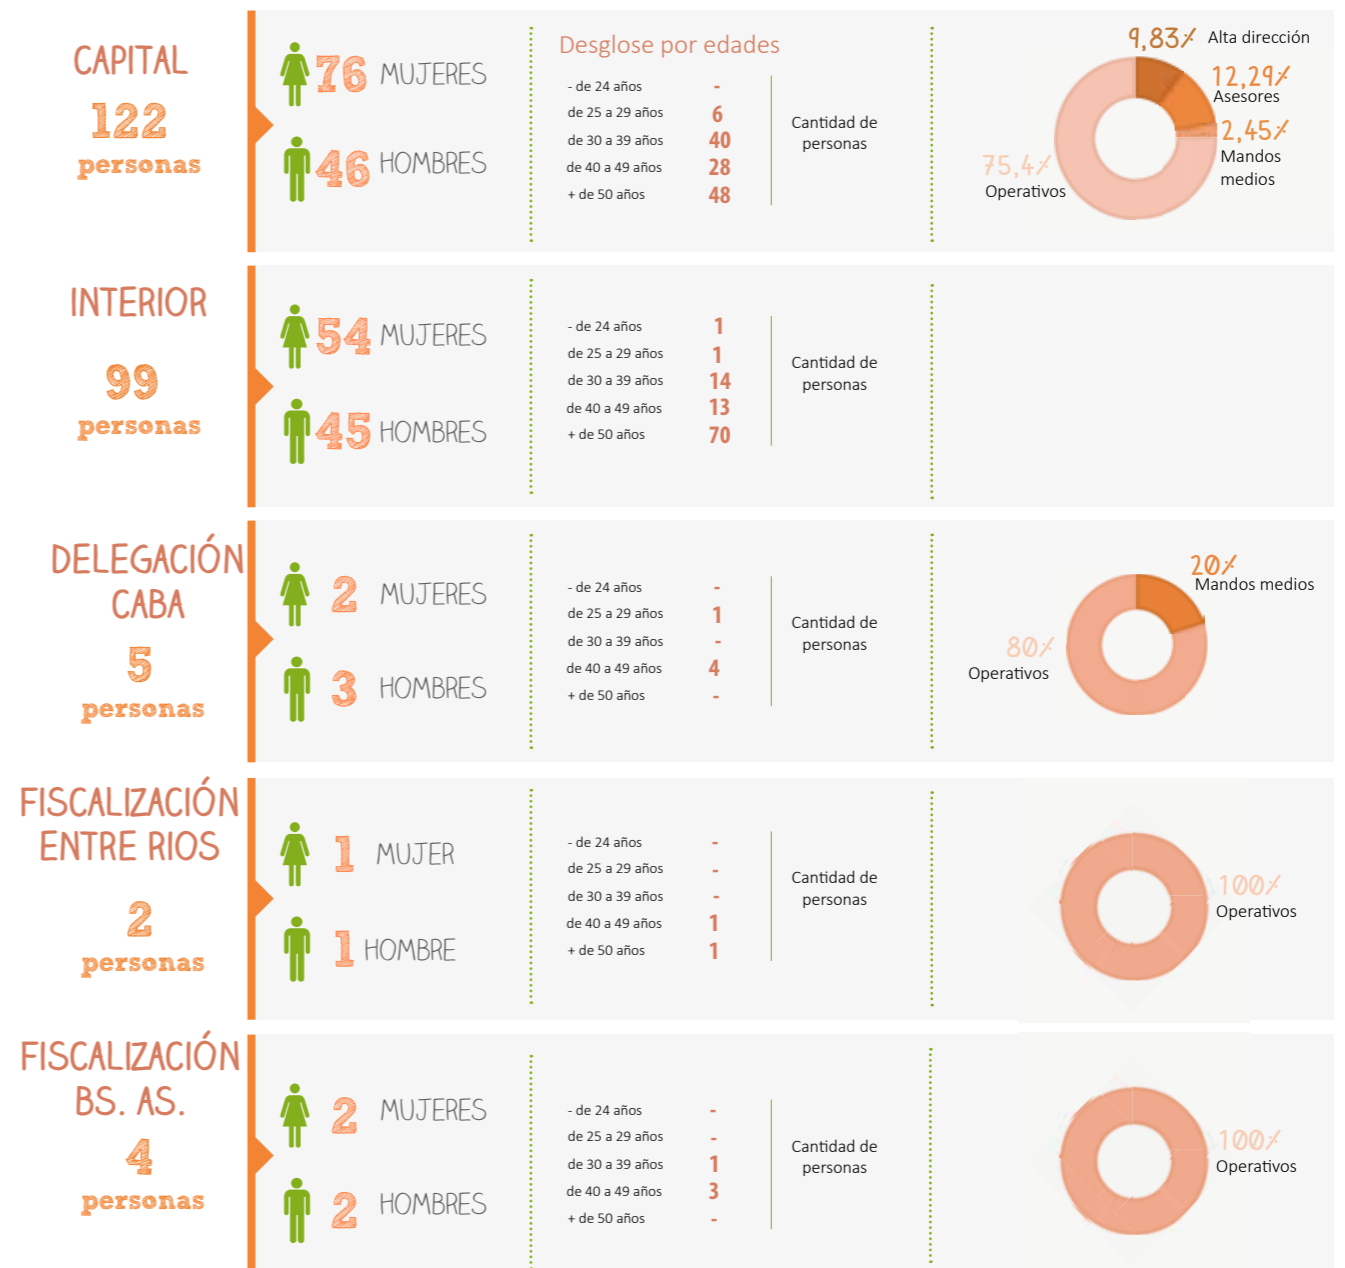 CAPITAL
122
personas
76 MUJERES
46 HOMBRES
Desglose por edades
- de 24 años -
de 25 a 29 años 6
de 30 a 39 años 40
de 40 a 49 años 28
+ de 50 años 48
Cantidad de
personas
9,83% Alta dirección
12,29%
Asesores
2,45%
Mandos
medios
75,4%
Operativos
INTERIOR
99
personas
54 MUJERES
45 HOMBRES
- de 24 años 1
de 25 a 29 años 1
de 30 a 39 años 14
de 40 a 49 años 13
+ de 50 años 70
Cantidad de
personas
DELEGACIÓN
CABA
5
personas
2 MUJERES
3 HOMBRES
- de 24 años -
de 25 a 29 años 1
de 30 a 39 años -
de 40 a 49 años 4
+ de 50 años -
Cantidad de
personas
20%
Mandos medios
80%
Operativos
FISCALIZACIÓN
ENTRE RIOS
2
personas
1 MUJER
1 HOMBRE
- de 24 años -
de 25 a 29 años -
de 30 a 39 años -
de 40 a 49 años 1
+ de 50 años 1
Cantidad de
personas
100%
Operativos
FISCALIZACIÓN
BS. AS.
4
personas
2 MUJERES
2 HOMBRES
- de 24 años -
de 25 a 29 años -
de 30 a 39 años 1
de 40 a 49 años 3
+ de 50 años -
Cantidad de
personas
100%
Operativos